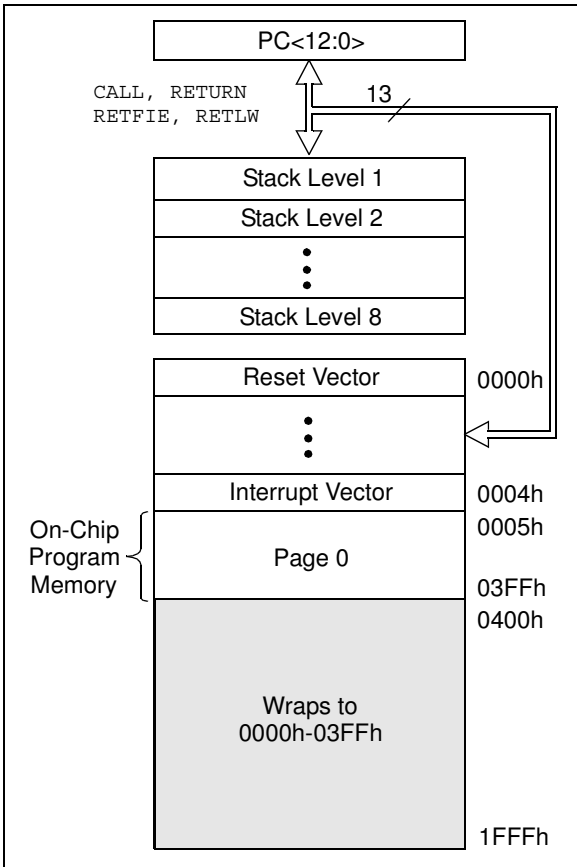 PC<12:0>
CALL, RETURN
RETFIE, RETLW
13
Stack Level 1
Stack Level 2
Stack Level 8
Reset Vector
0000h
Interrupt Vector
0004h
On-Chip
Program
Memory
0005h
Page 0
03FFh
0400h
Wraps to
0000h-03FFh
1FFFh